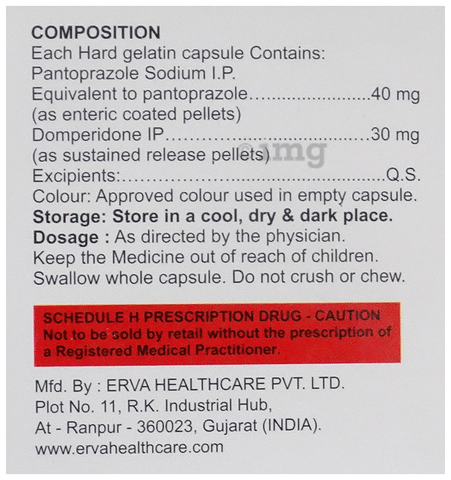 COMPOSITION
Each Hard gelatin capsule Contains:
Pantoprazole Sodium I.P.
Equivalent to pantoprazole.......................40 mg
(as enteric coated pellets)
Domperidone IP.......................................30 mg
(as sustained release pellets)
1mg
Excipients:..................................................Q.S.
Colour: Approved colour used in empty capsule.
Storage: Store in a cool, dry & dark place.
Dosage : As directed by the physician.
Keep the Medicine out of reach of children.
Swallow whole capsule. Do not crush or chew.
SCHEDULE H PRESCRIPTION DRUG - CAUTION
Not to be sold by retail without the prescription of
a Registered Medical Practitioner.
Mfd. By : ERVA HEALTHCARE PVT. LTD.
Plot No. 11, R.K. Industrial Hub,
At - Ranpur - 360023, Gujarat (INDIA).
www.ervahealthcare.com